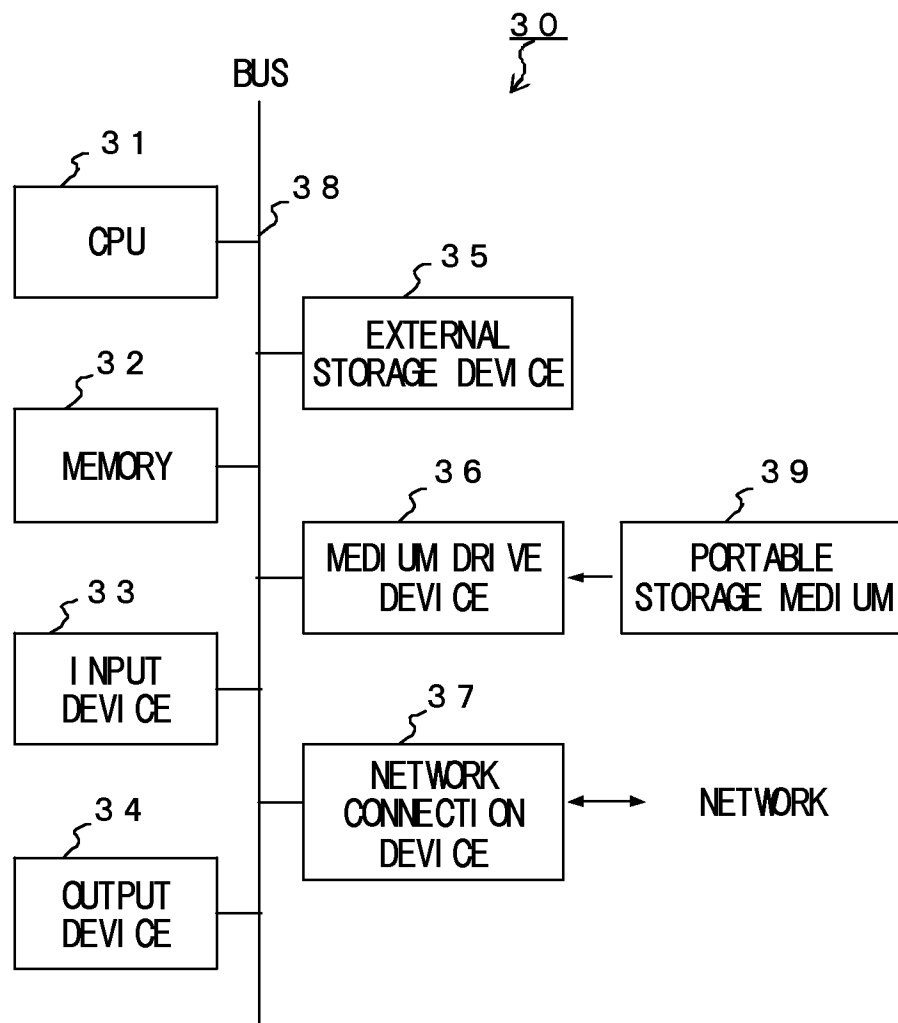 30
BUS
31
CPU
38
35
EXTERNAL
STORAGE DEVICE
32
MEMORY
36
MEDIUM DRIVE
DEVICE
39
PORTABLE
STORAGE MEDIUM
33
INPUT
DEVICE
37
NETWORK
CONNECTION
DEVICE
NETWORK
34
OUTPUT
DEVICE